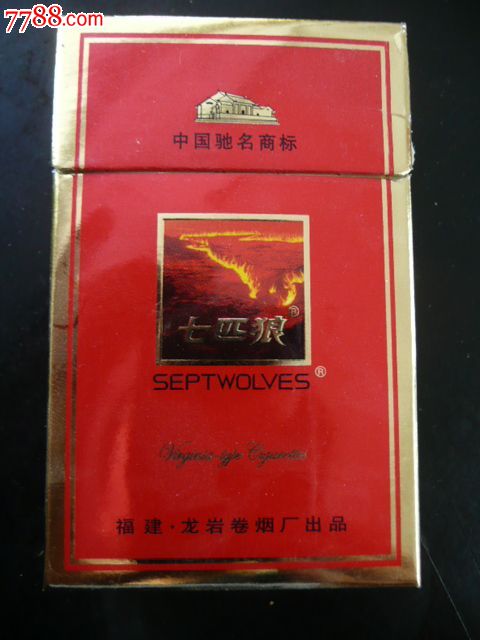 7788.com
中国驰名商标
七匹狼®
SEPTWOLVES®
Virginia-type Cigarettes
福建·龙岩卷烟厂出品